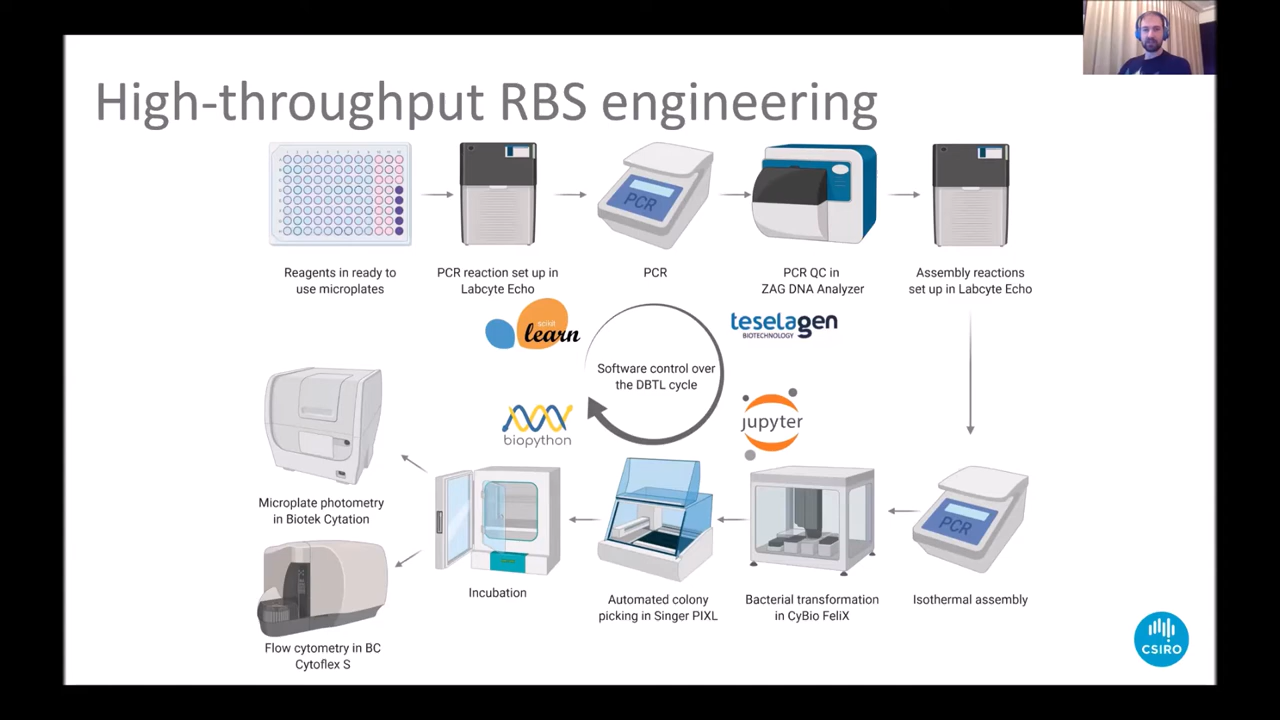 High-throughput RBS engineering
PCR
Reagents in ready to
use microplates
PCR reaction set up in
Labcyte Echo
PCR
PCR QC in
ZAG DNA Analyzer
Assembly reactions
set up in Labcyte Echo
scikit
learn
teselagen
BIOTECHNOLOGY
Software control over
the DBTL cycle
biopython
jupyter
Microplate photometry
in Biotek Cytation
PCR
Incubation
Automated colony
picking in Singer PIXL
Bacterial transformation
in CyBio FeliX
Isothermal assembly
Flow cytometry in BC
Cytoflex S
CSIRO